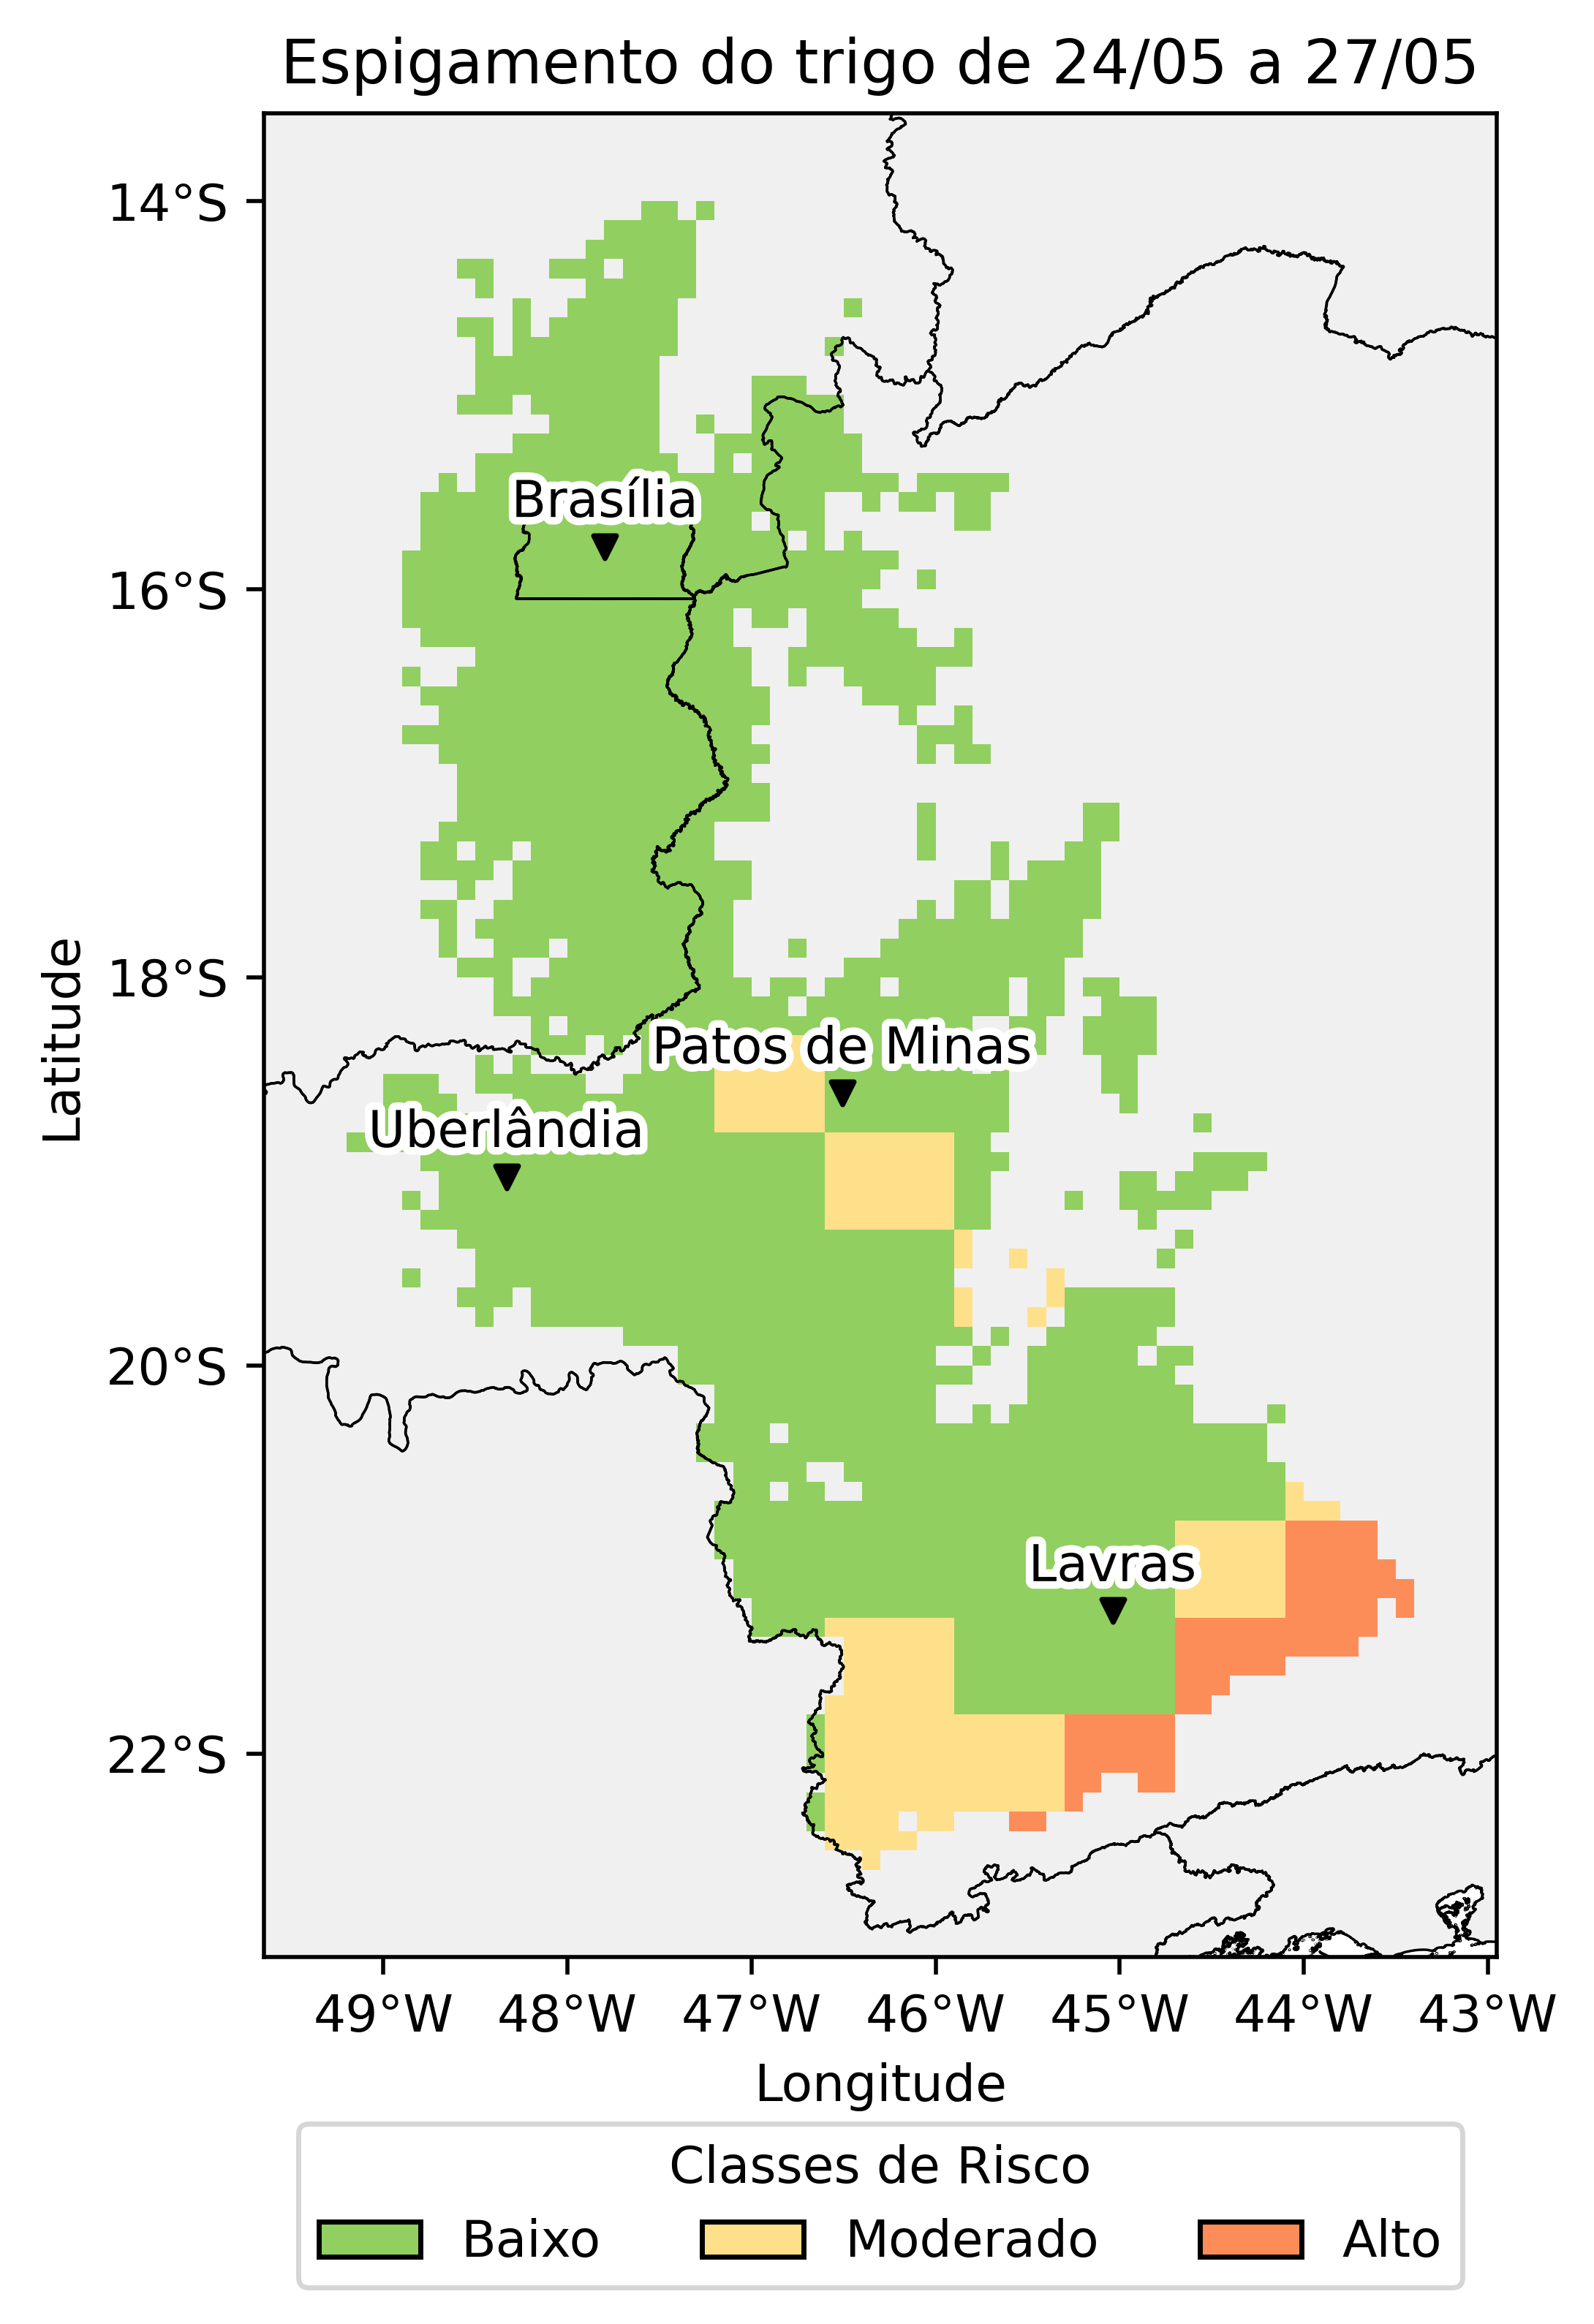 Espigamento do trigo de 24/05 a 27/05
14°S
16°S
18°S
20°S
22°S
Latitude
Brasília
Patos de Minas
Uberlândia
Lavras
49°W 48°W 47°W 46°W 45°W 44°W 43°W
Longitude
Classes de Risco
Baixo Moderado Alto